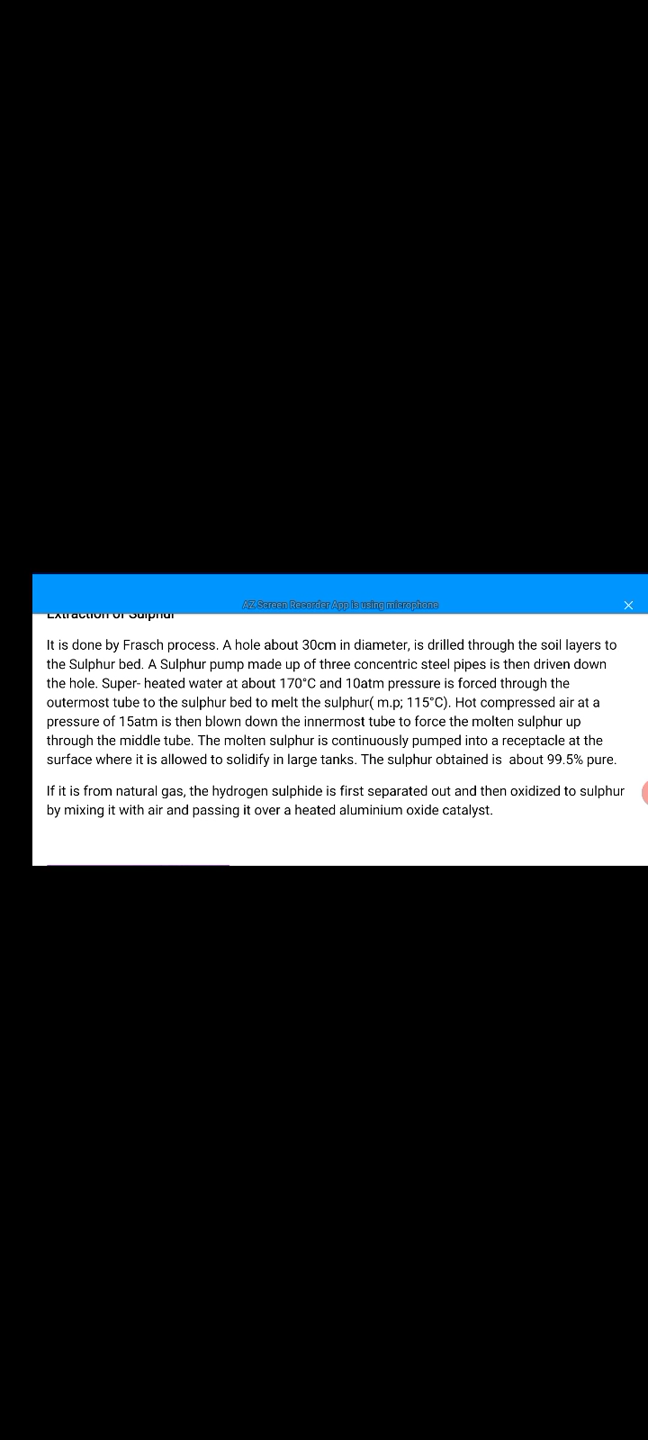 AZ Screen Recorder App is using microphone
Extraction of Sulphur
It is done by Frasch process. A hole about 30cm in diameter, is drilled through the soil layers to
the Sulphur bed. A Sulphur pump made up of three concentric steel pipes is then driven down
the hole. Super- heated water at about 170°C and 10atm pressure is forced through the
outermost tube to the sulphur bed to melt the sulphur( m.p; 115°C). Hot compressed air at a
pressure of 15atm is then blown down the innermost tube to force the molten sulphur up
through the middle tube. The molten sulphur is continuously pumped into a receptacle at the
surface where it is allowed to solidify in large tanks. The sulphur obtained is  about 99.5% pure.
If it is from natural gas, the hydrogen sulphide is first separated out and then oxidized to sulphur
by mixing it with air and passing it over a heated aluminium oxide catalyst.